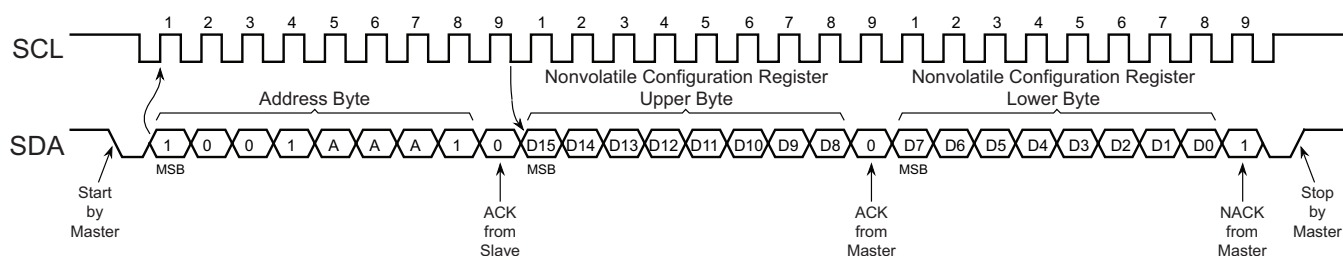 1 2 3 4 5 6 7 8 9 1 2 3 4 5 6 7 8 9 1 2 3 4 5 6 7 8 9
SCL
Nonvolatile Configuration Register Nonvolatile Configuration Register
Address Byte Upper Byte Lower Byte
SDA 1 0 0 1 A A A 1 0 D15 D14 D13 D12 D11 D10 D9 D8 0 D7 D6 D5 D4 D3 D2 D1 D0 1
MSB MSB MSB
Start by Master
ACK from Slave
ACK from Master
NACK from Master
Stop by Master